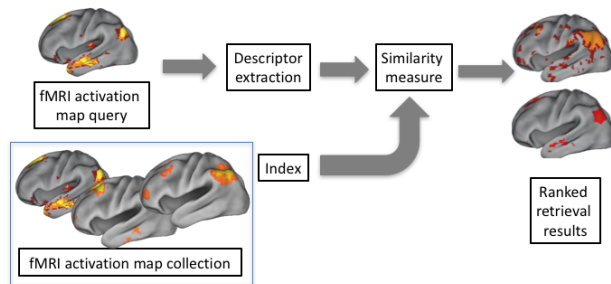 fMRI activation
map query
Descriptor
extraction
Similarity
measure
Index
fMRI activation map collection
Ranked
retrieval
results